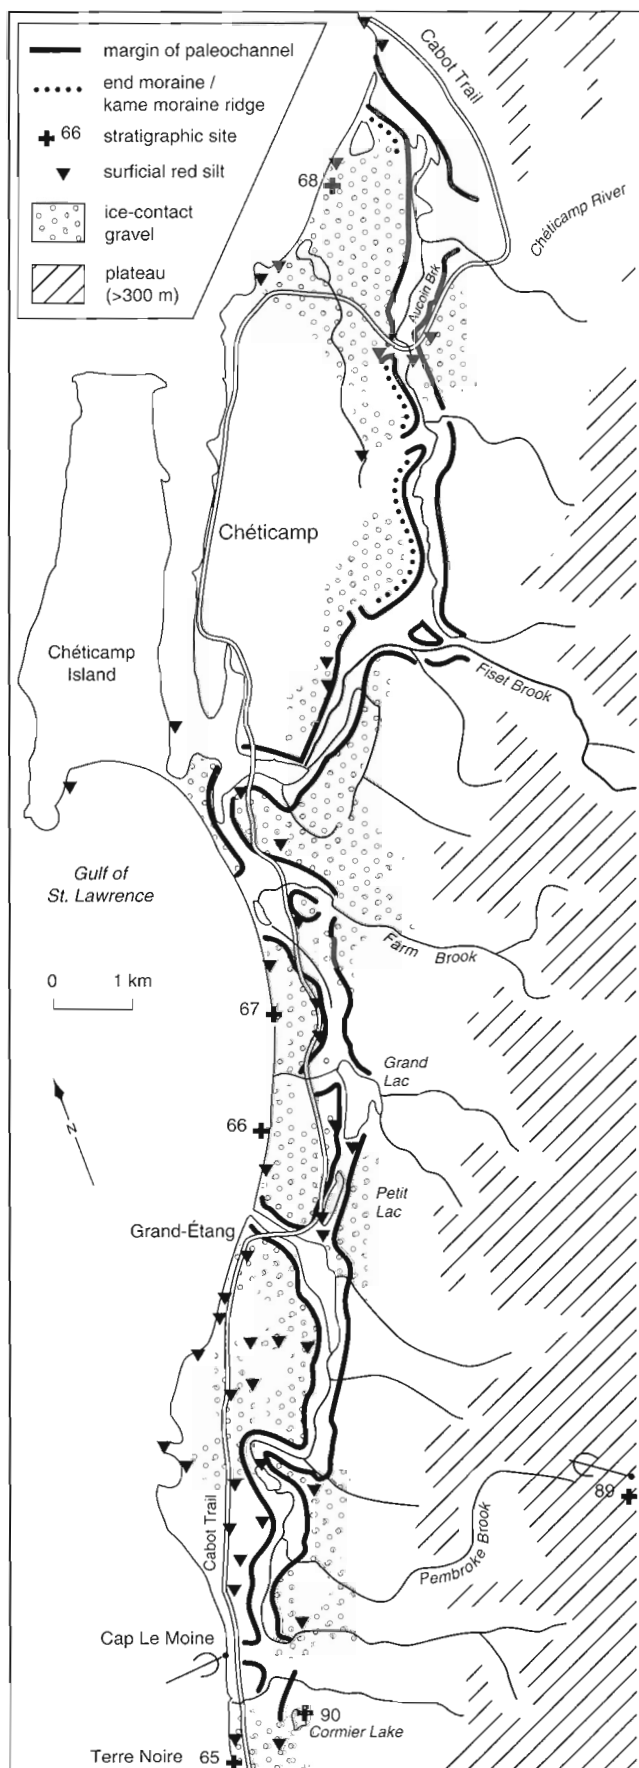 margin of paleochannel
end moraine /
kame moraine ridge
66
stratigraphic site
surficial red silt
ice-contact
gravel
plateau
(>300 m)
Cabot Trail
68
Chéticamp River
Aucoin Brk
Chéticamp
Chéticamp
Island
Fiset Brook
Gulf of
St. Lawrence
Farm Brook
0 1 km
67
Grand
Lac
66
N
Petit
Lac
Grand-Étang
89
Cabot Trail
Pembroke Brook
Cap Le Moine
90
Cormier Lake
Terre Noire 65